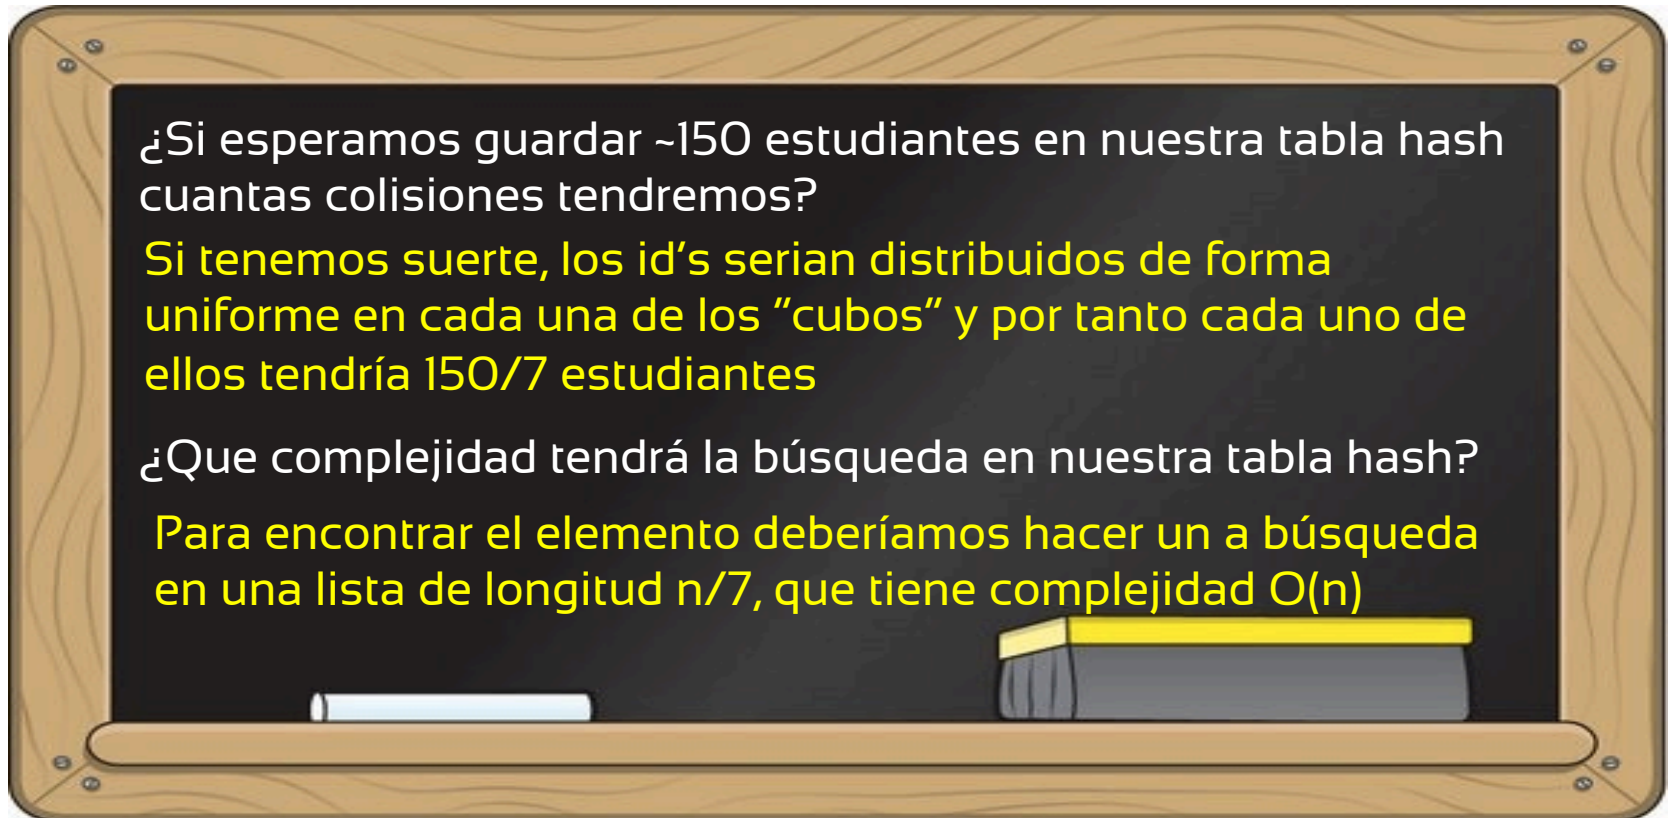 ¿Si esperamos guardar ~150 estudiantes en nuestra tabla hash
cuantas colisiones tendremos?
Si tenemos suerte, los id’s serian distribuidos de forma
uniforme en cada una de los “cubos” y por tanto cada uno de
ellos tendría 150/7 estudiantes
¿Que complejidad tendrá la búsqueda en nuestra tabla hash?
Para encontrar el elemento deberíamos hacer un a búsqueda
en una lista de longitud n/7, que tiene complejidad O(n)